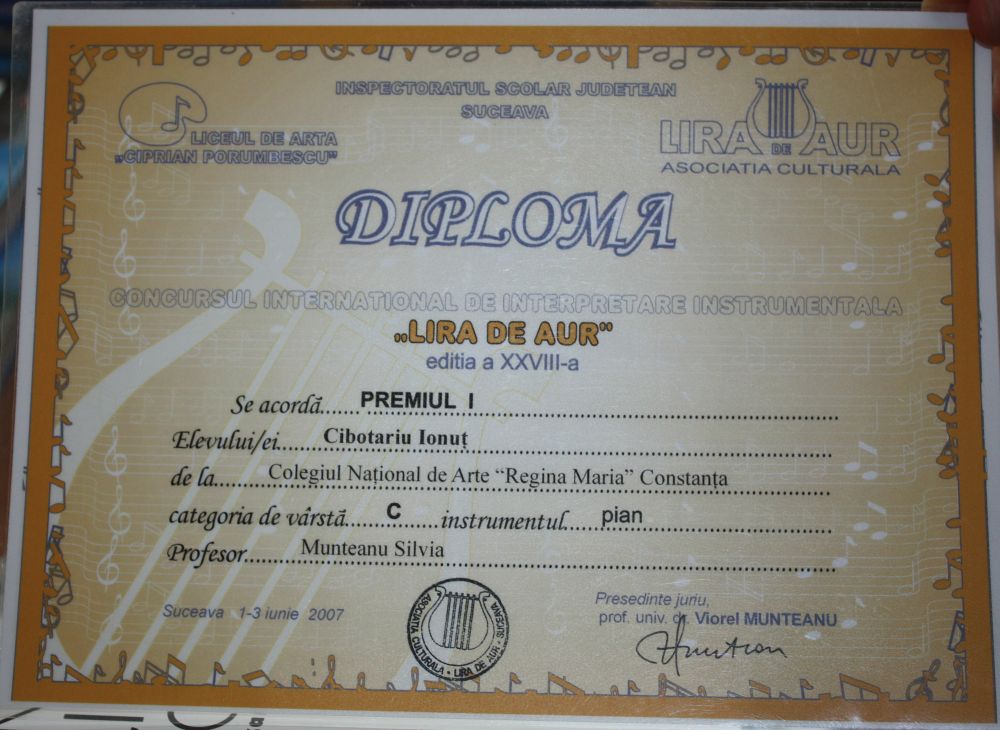 INSPECTORATUL SCOLAR JUDETEAN
SUCEAVA
LICEUL DE ARTA
„CIPRIAN PORUMBESCU”
LIRA DE AUR
ASOCIATIA CULTURALA
DIPLOMA
CONCURSUL INTERNATIONAL DE INTERPRETARE INSTRUMENTALA
„LIRA DE AUR”
editia a XXVIII-a
Se acordă.......PREMIUL I
Elevului/ei.......Cibotariu Ionuț
de la.........Colegiul Național de Arte “Regina Maria” Constanța
categoria de vârstă.......C.......instrumentul.......pian
Profesor.........Munteanu Silvia
Suceava 1-3 iunie 2007
Presedinte juriu,
prof. univ. dr. Viorel MUNTEANU
ASOCIATIA CULTURALA • LIRA DE AUR • SUCEAVA